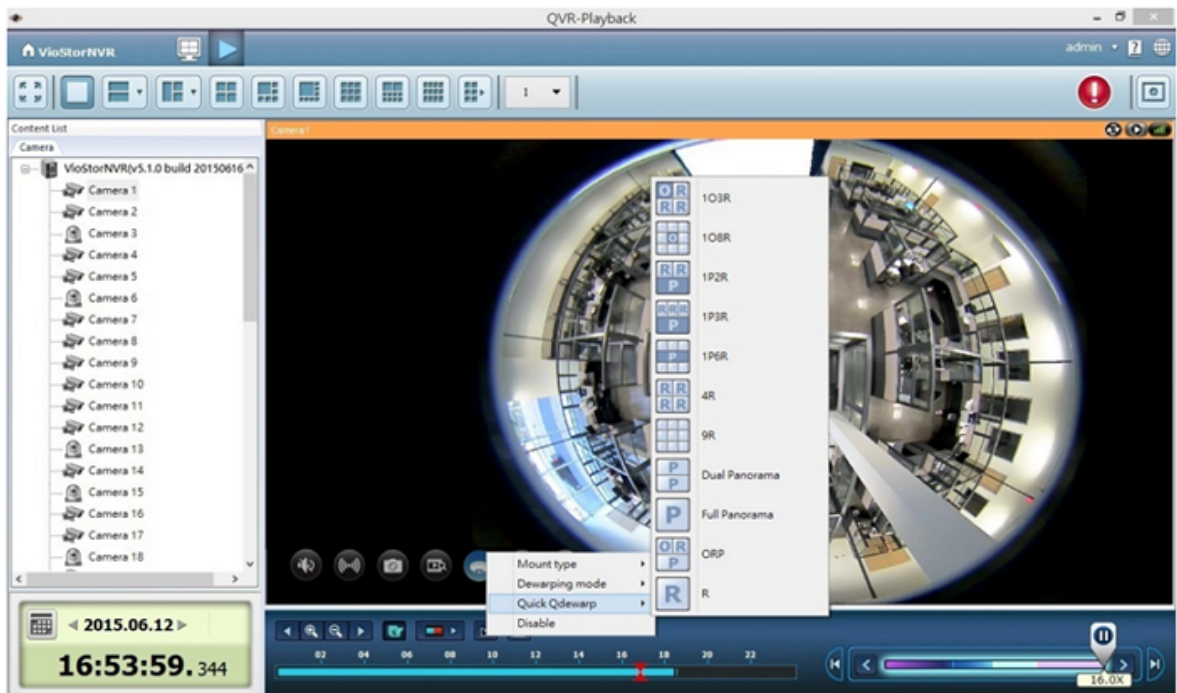 QVR-Playback
VioStorNVR
admin
?
1
!
Content List
Camera
Camera1
VioStorNVR(v5.1.0 build 20150616
Camera 1
Camera 2
Camera 3
Camera 4
Camera 5
Camera 6
Camera 7
Camera 8
Camera 9
Camera 10
Camera 11
Camera 12
Camera 13
Camera 14
Camera 15
Camera 16
Camera 17
Camera 18
O R R R 1O3R
O 1O8R
R R P 1P2R
R R R P 1P3R
P 1P6R
R R R R 4R
9R
P P Dual Panorama
P Full Panorama
O R P ORP
R R
Mount type
Dewarping mode
Quick Qdewarp
Disable
2015.06.12
16:53:59. 344
02 04 06 08 10 12 14 16 18 20 22
16.0X